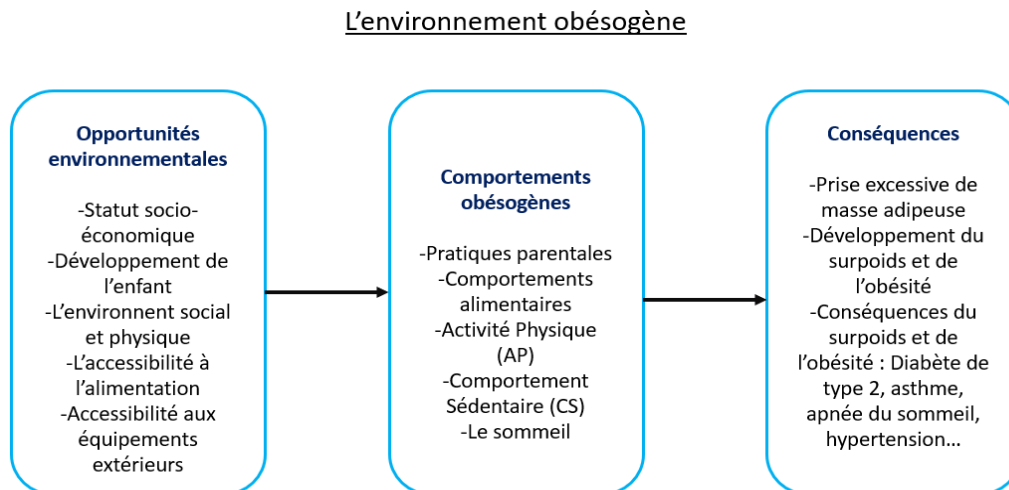 L'environnement obésogène
Opportunités
environnementales
-Statut socio-
économique
-Développement de
l'enfant
-L'environnent social
et physique
-L'accessibilité à
l'alimentation
-Accessibilité aux
équipements
extérieurs
Comportements
obésogènes
-Pratiques parentales
-Comportements
alimentaires
-Activité Physique
(AP)
-Comportement
Sédentaire (CS)
-Le sommeil
Conséquences
-Prise excessive de
masse adipeuse
-Développement du
surpoids et de
l'obésité
-Conséquences du
surpoids et de
l'obésité : Diabète de
type 2, asthme,
apnée du sommeil,
hypertension…